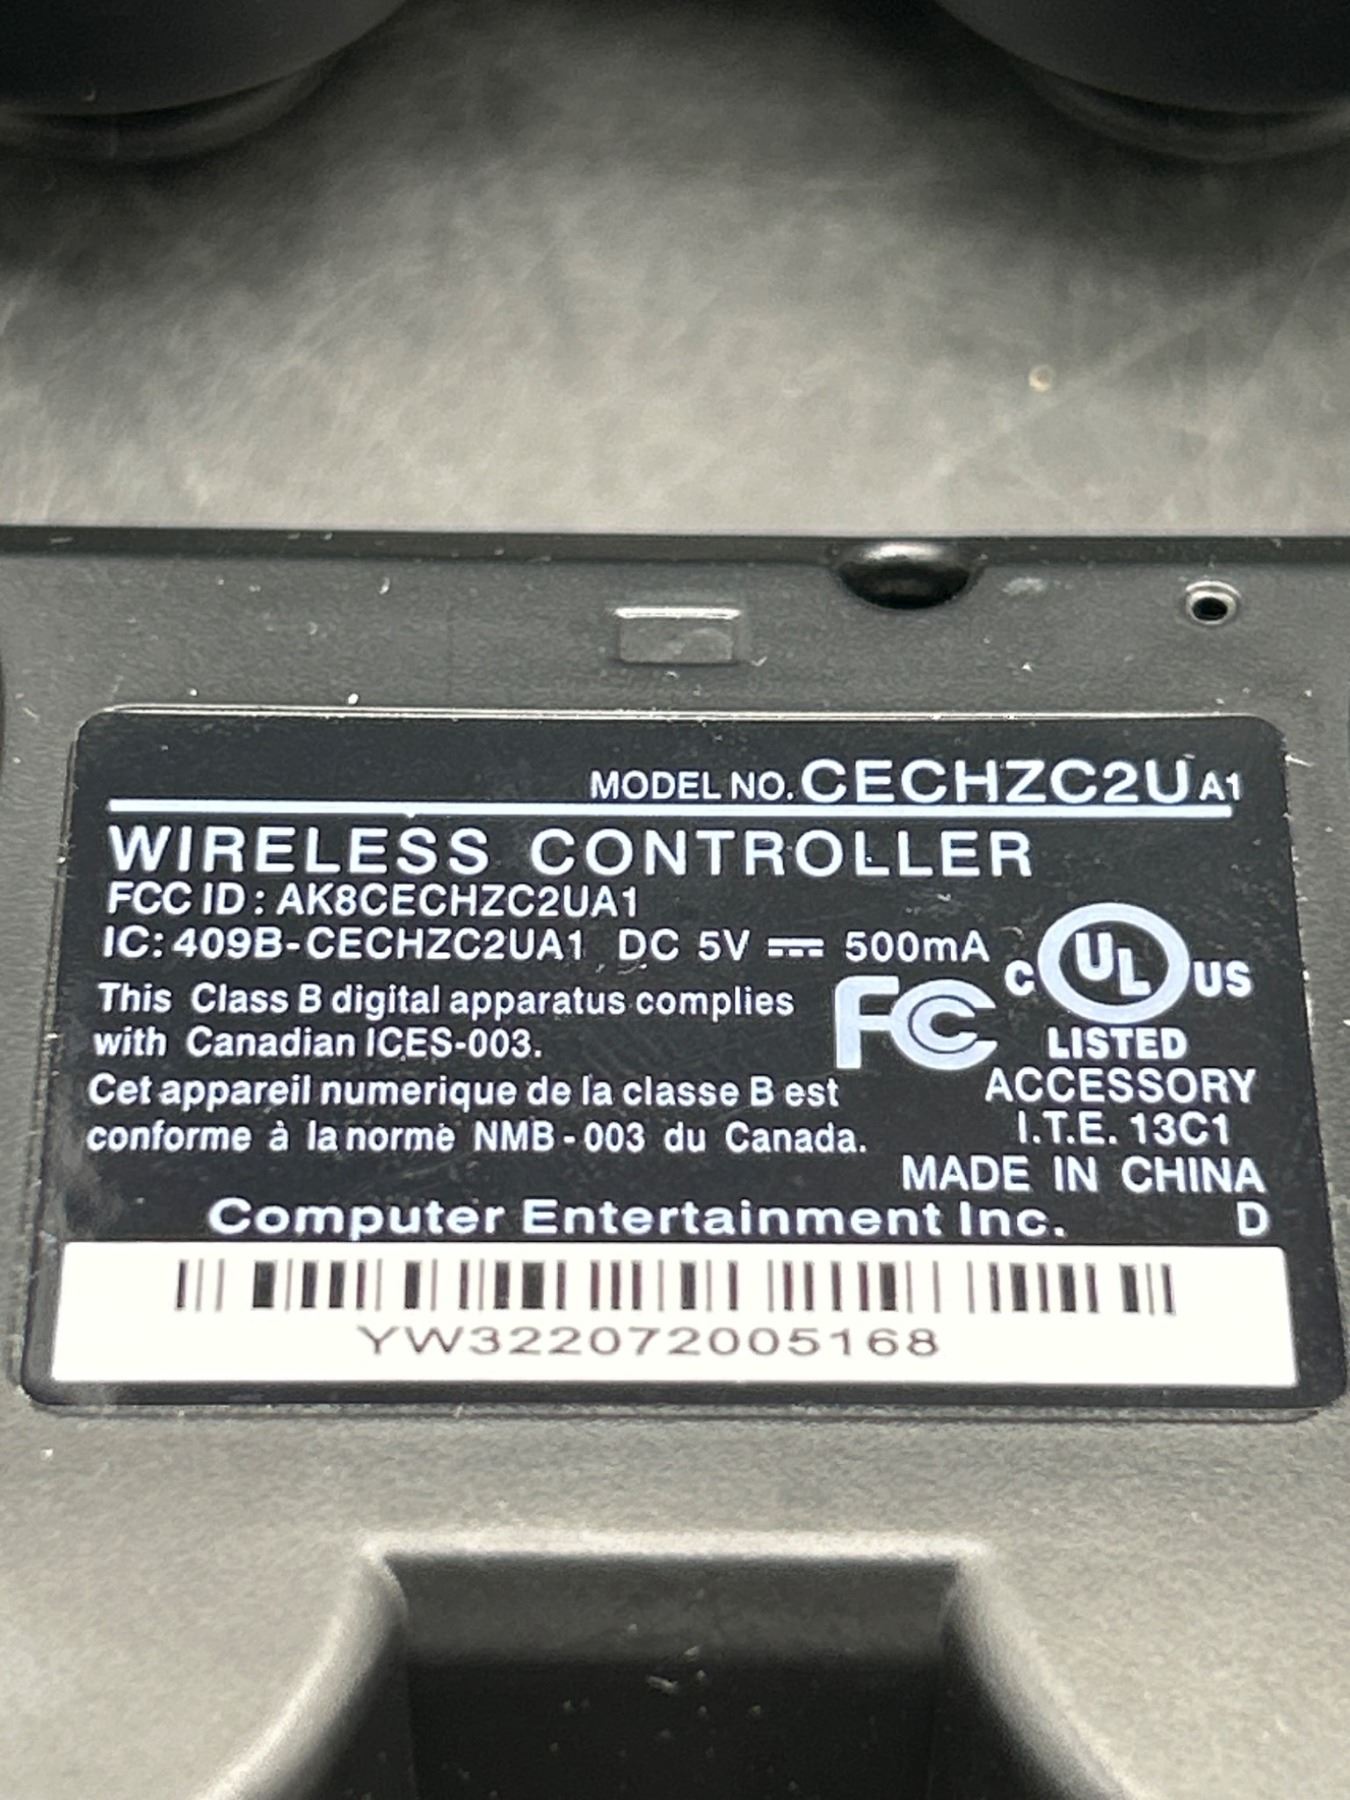 MODEL NO. CECHZC2U A1
WIRELESS CONTROLLER
FCC ID : AK8CECHZC2UA1
IC: 409B-CECHZC2UA1 DC 5V ⎓ 500mA
C UL US
FC
LISTED
This Class B digital apparatus complies
with Canadian ICES-003.
ACCESSORY
Cet appareil numerique de la classe B est
I.T.E. 13C1
conforme à la norme NMB - 003 du Canada.
MADE IN CHINA
Computer Entertainment Inc. D
YW322072005168